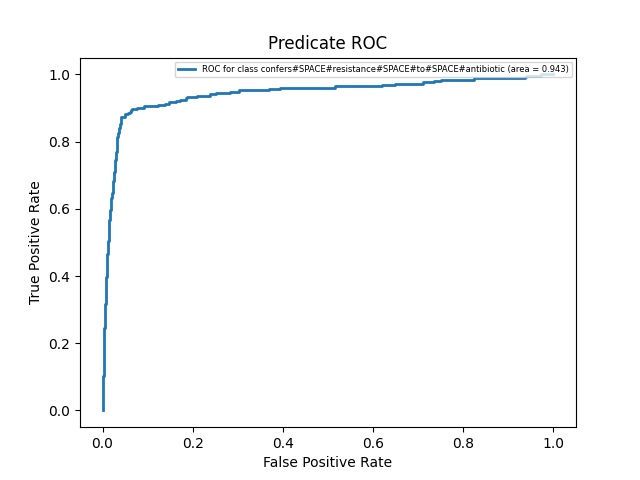 Predicate ROC
ROC for class confers#SPACE#resistance#SPACE#to#SPACE#antibiotic (area = 0.943)
True Positive Rate
1.0
0.8
0.6
0.4
0.2
0.0
0.0 0.2 0.4 0.6 0.8 1.0
False Positive Rate